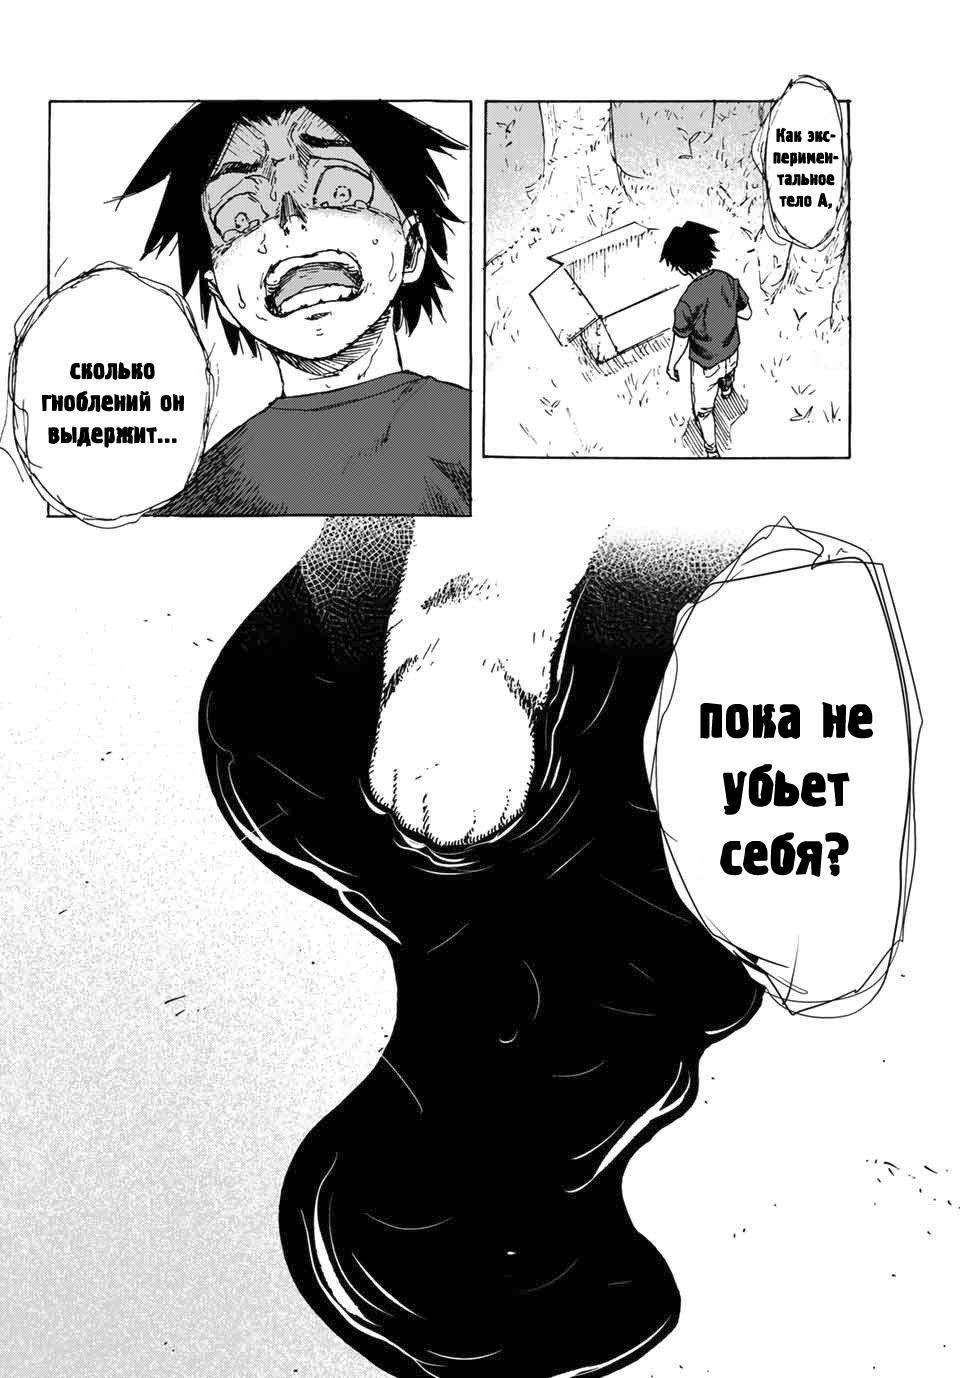 Как экс-
перимен-
тальное
тело А,
сколько
гноблений он
выдержит...
пока не
убьет
себя?